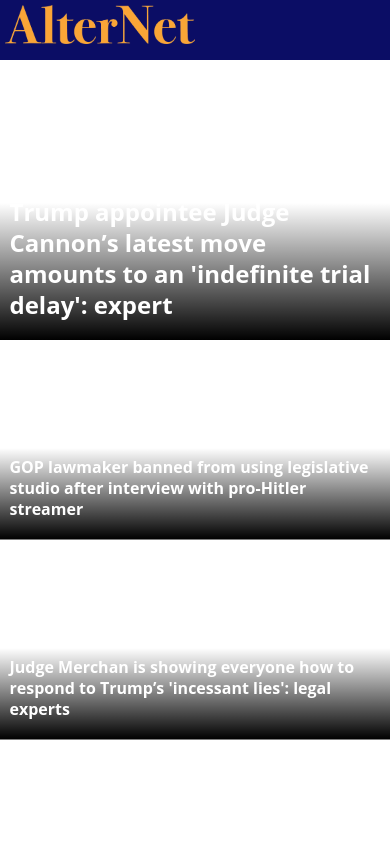 AlterNet
Trump appointee Judge
Cannon’s latest move
amounts to an 'indefinite trial
delay': expert
GOP lawmaker banned from using legislative
studio after interview with pro-Hitler
streamer
Judge Merchan is showing everyone how to
respond to Trump’s 'incessant lies': legal
experts